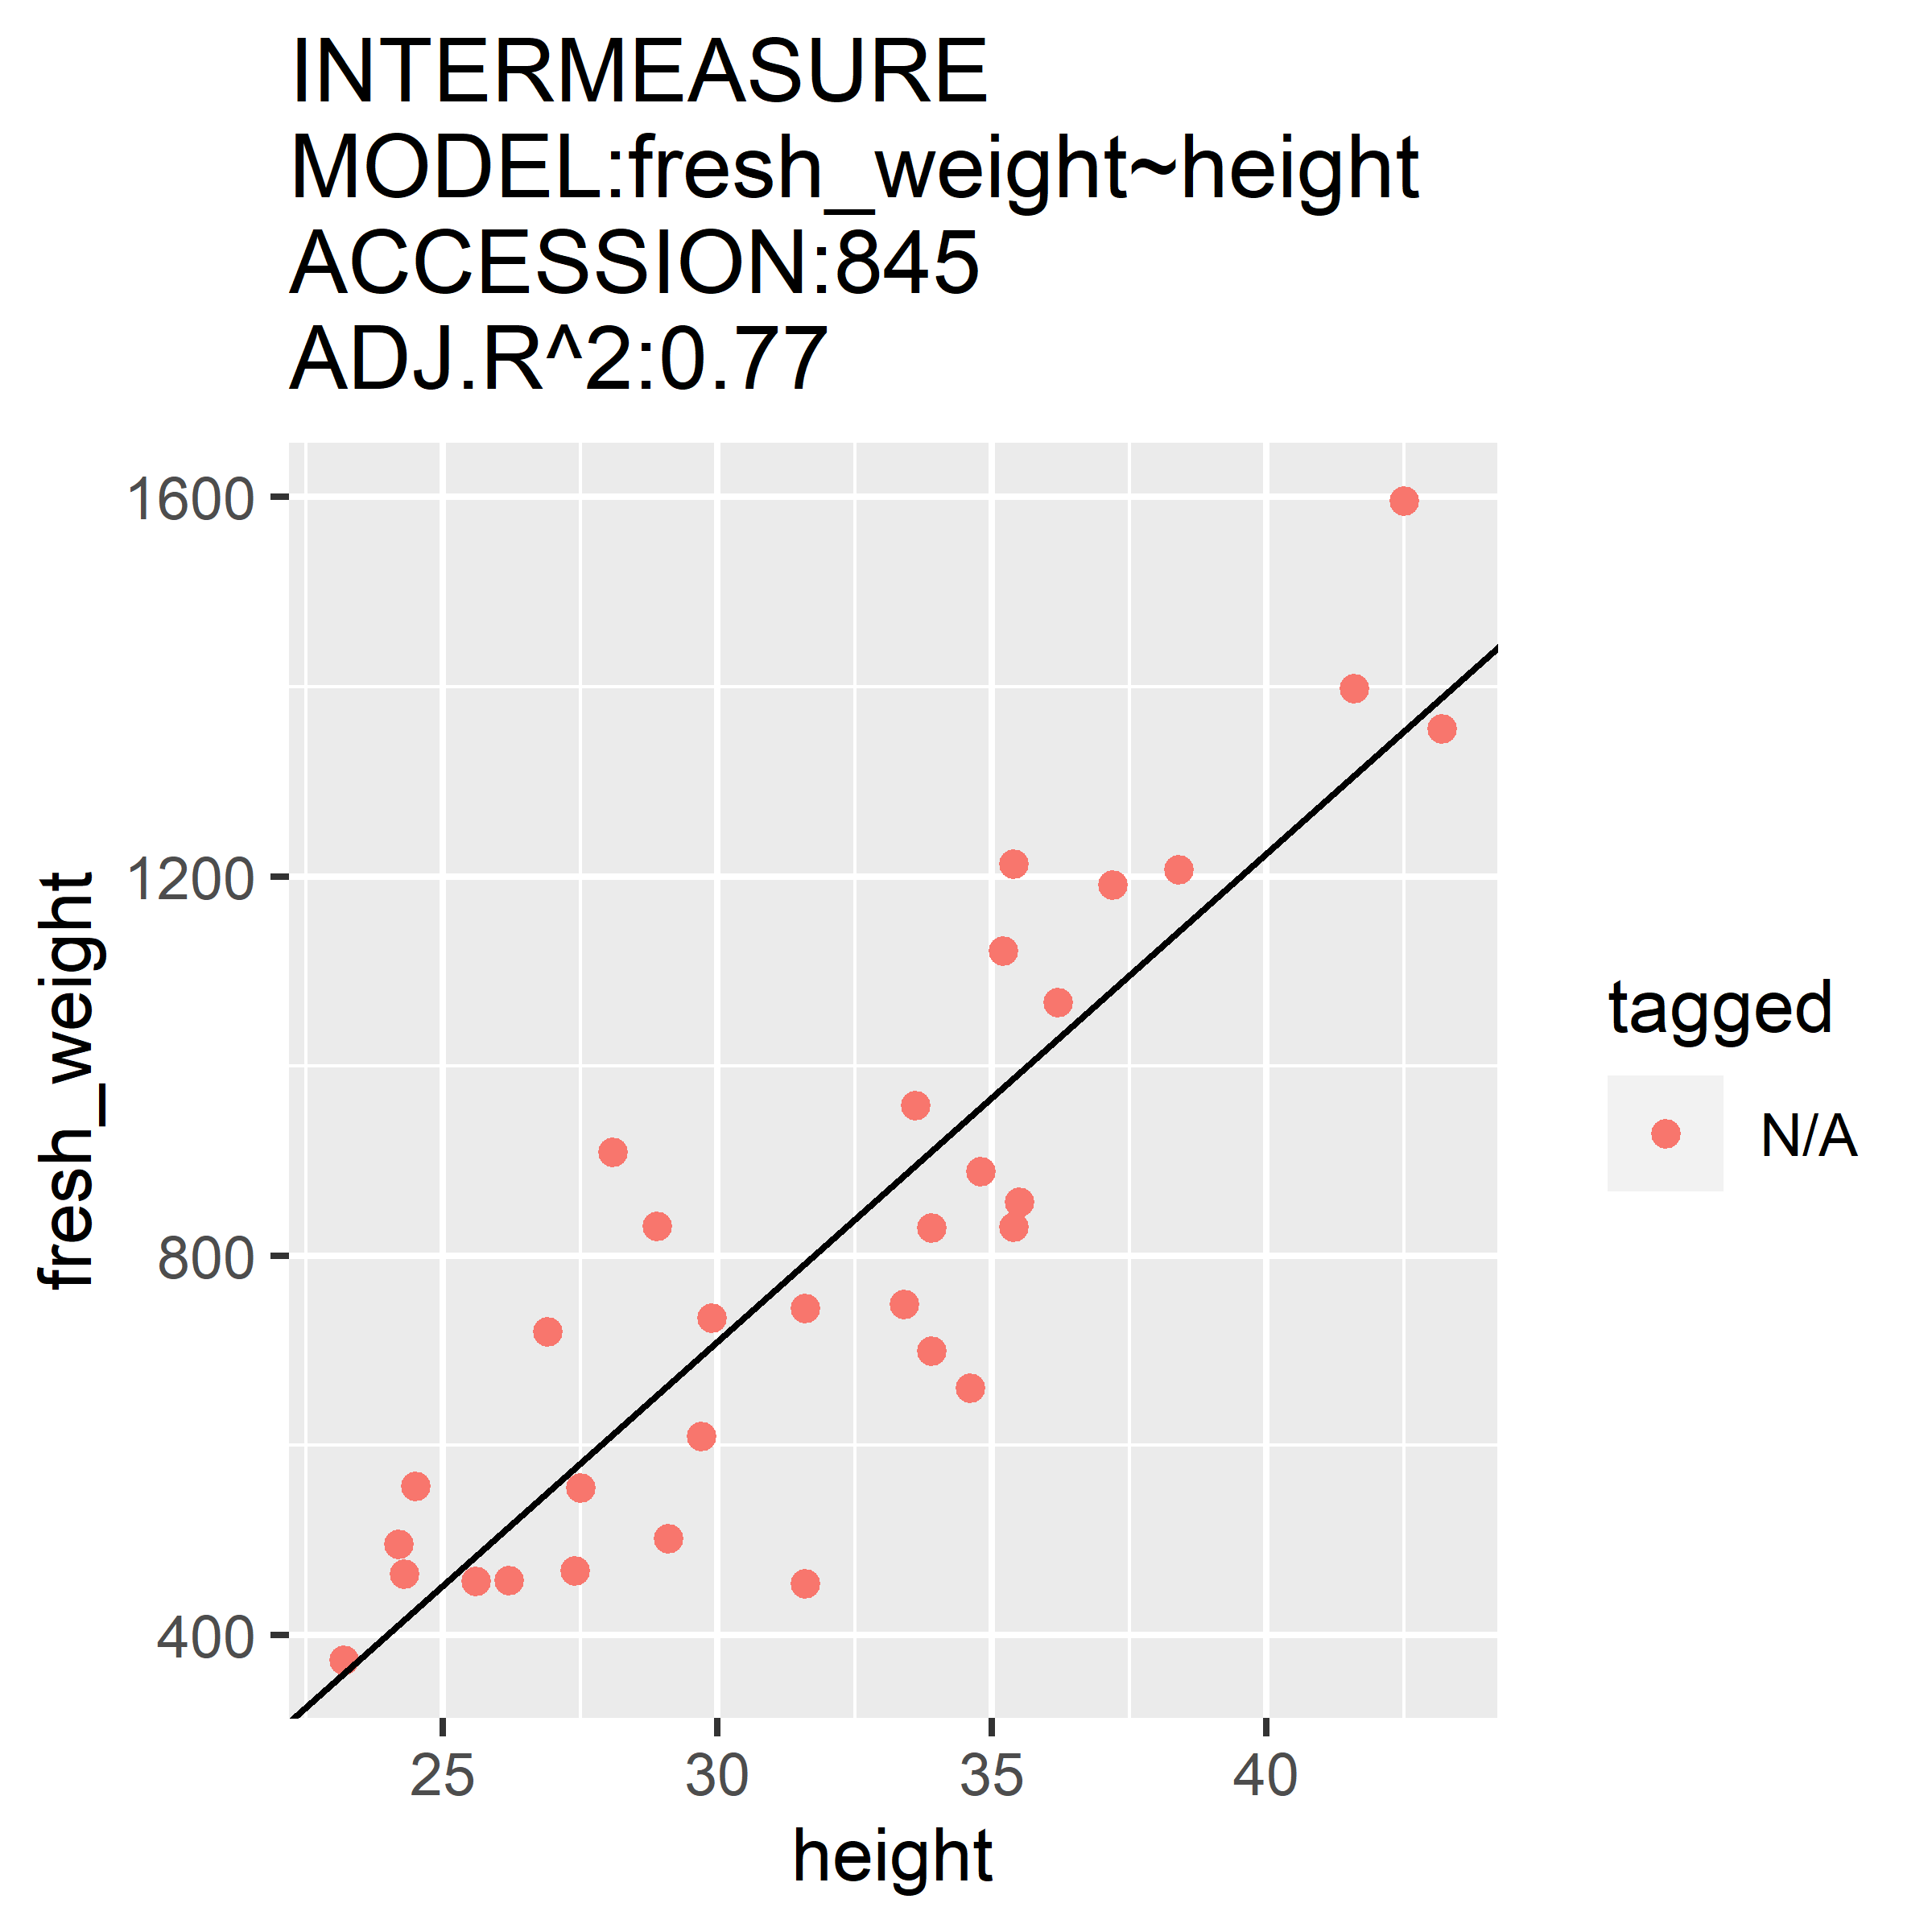 INTERMEASURE
MODEL:fresh_weight~height
ACCESSION:845
ADJ.R^2:0.77
1600
1200
800
400
fresh_weight
25
30
35
40
height
tagged
N/A